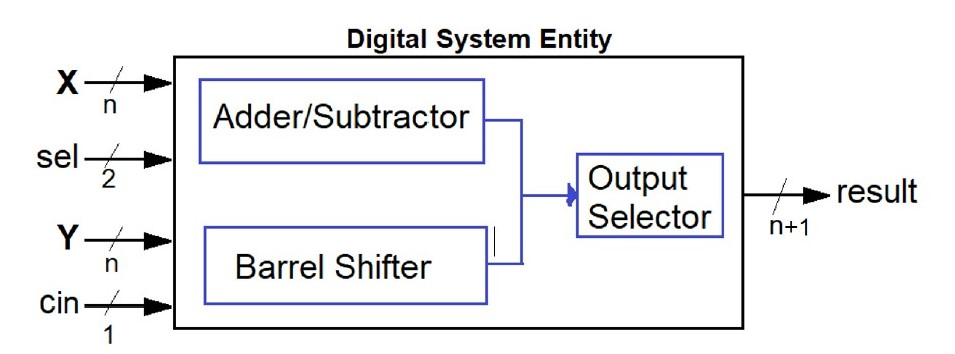 Digital System Entity
X
n
sel
2
Y
n
cin
1
Adder/Subtractor
Barrel Shifter
Output
Selector
result
n+1